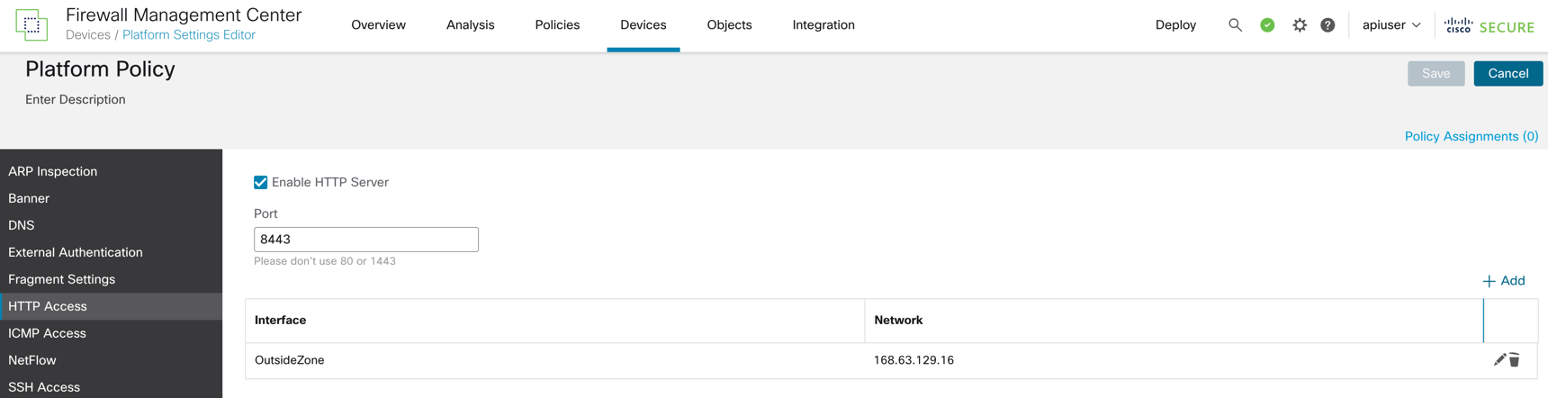 Firewall Management Center
Devices / Platform Settings Editor
Overview Analysis Policies Devices Objects Integration Deploy apiuser cisco SECURE
Platform Policy
Enter Description
Save Cancel
Policy Assignments (0)
ARP Inspection
Banner
DNS
External Authentication
Fragment Settings
HTTP Access
ICMP Access
NetFlow
SSH Access
Enable HTTP Server
Port
8443
Please don't use 80 or 1443
+ Add
Interface Network
OutsideZone 168.63.129.16